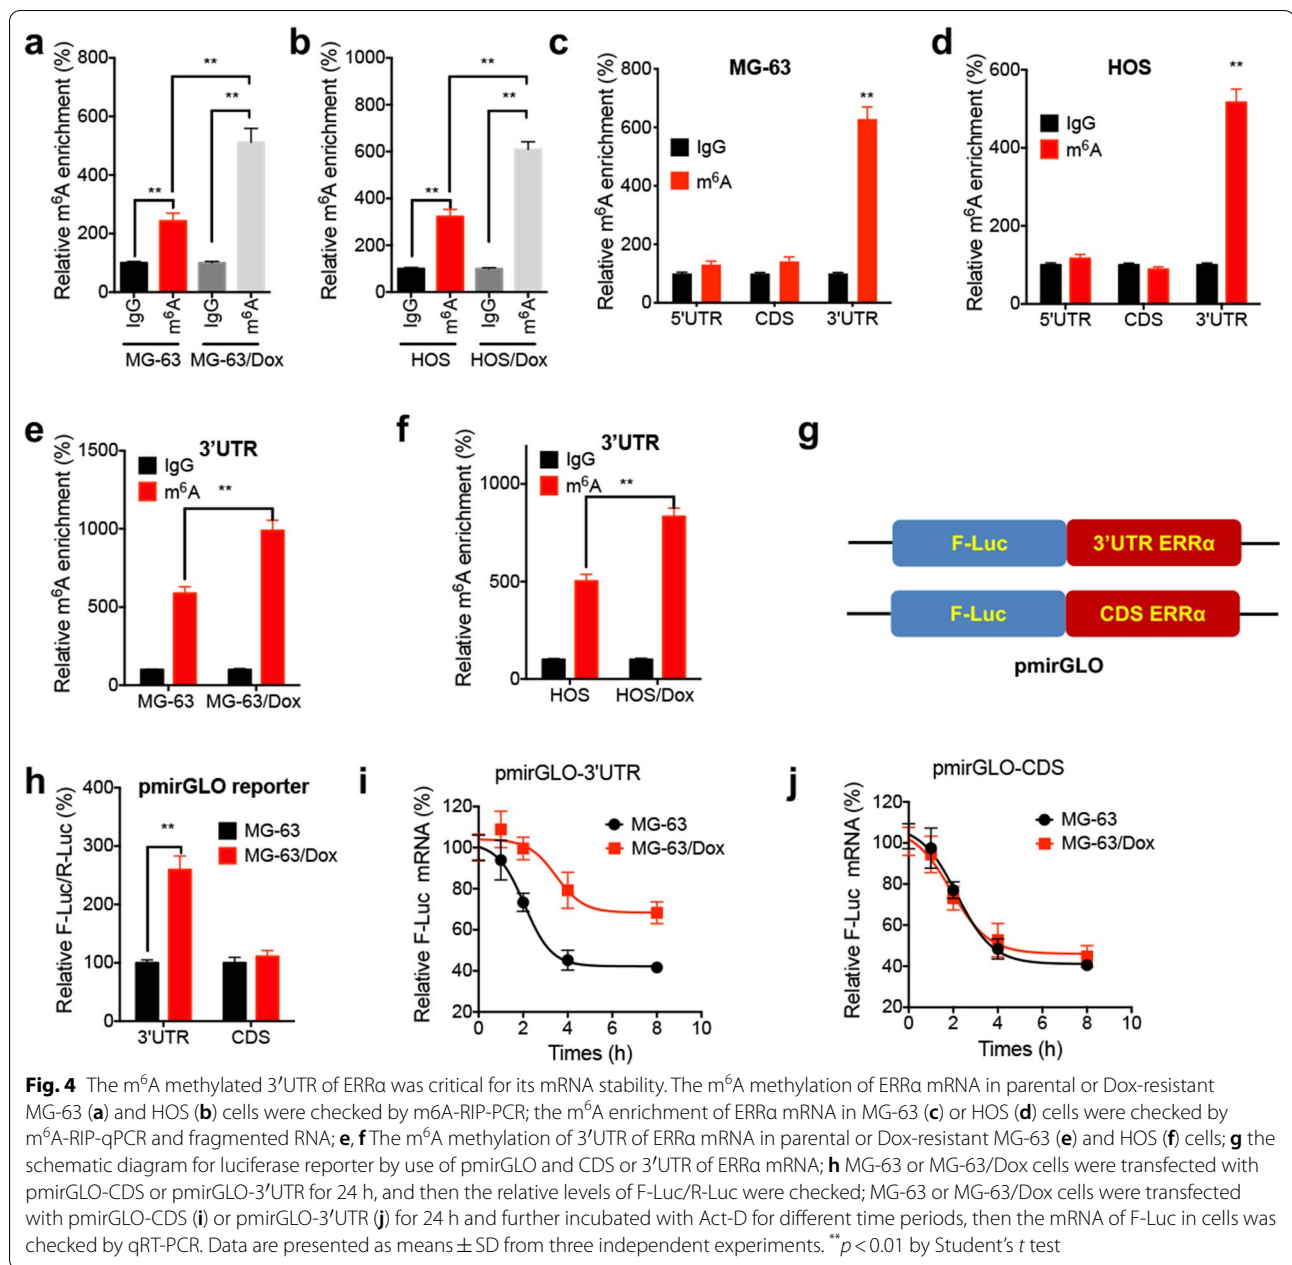 a
Relative m⁶A enrichment (%)
800
600
400
200
0
**
**
**
IgG
m⁶A
IgG
m⁶A
MG-63
MG-63/Dox
b
Relative m⁶A enrichment (%)
1000
800
600
400
200
0
**
**
**
IgG
m⁶A
IgG
m⁶A
HOS
HOS/Dox
c
MG-63
Relative m⁶A enrichment (%)
800
600
400
200
0
IgG
m⁶A
**
5'UTR
CDS
3'UTR
d
HOS
Relative m⁶A enrichment (%)
600
400
200
0
IgG
m⁶A
**
5'UTR
CDS
3'UTR
e
3’UTR
Relative m⁶A enrichment (%)
1500
1000
500
0
IgG
m⁶A
**
MG-63
MG-63/Dox
f
3’UTR
Relative m⁶A enrichment (%)
1000
500
0
IgG
m⁶A
**
HOS
HOS/Dox
g
F-Luc
3’UTR ERRα
F-Luc
CDS ERRα
pmirGLO
h
pmirGLO reporter
Relative F-Luc/R-Luc (%)
400
300
200
100
0
**
MG-63
MG-63/Dox
3'UTR
CDS
i
pmirGLO-3'UTR
Relative F-Luc mRNA (%)
120
100
80
60
40
20
MG-63
MG-63/Dox
0
2
4
6
8
10
Times (h)
j
pmirGLO-CDS
Relative F-Luc mRNA (%)
120
100
80
60
40
20
MG-63
MG-63/Dox
0
2
4
6
8
10
Times (h)
Fig. 4 The m⁶A methylated 3′UTR of ERRα was critical for its mRNA stability. The m⁶A methylation of ERRα mRNA in parental or Dox-resistant
MG-63 (a) and HOS (b) cells were checked by m6A-RIP-PCR; the m⁶A enrichment of ERRα mRNA in MG-63 (c) or HOS (d) cells were checked by
m⁶A-RIP-qPCR and fragmented RNA; e, f The m⁶A methylation of 3′UTR of ERRα mRNA in parental or Dox-resistant MG-63 (e) and HOS (f) cells; g the
schematic diagram for luciferase reporter by use of pmirGLO and CDS or 3′UTR of ERRα mRNA; h MG-63 or MG-63/Dox cells were transfected with
pmirGLO-CDS or pmirGLO-3′UTR for 24 h, and then the relative levels of F-Luc/R-Luc were checked; MG-63 or MG-63/Dox cells were transfected
with pmirGLO-CDS (i) or pmirGLO-3′UTR (j) for 24 h and further incubated with Act-D for different time periods, then the mRNA of F-Luc in cells was
checked by qRT-PCR. Data are presented as means ± SD from three independent experiments. **p < 0.01 by Student’s t test